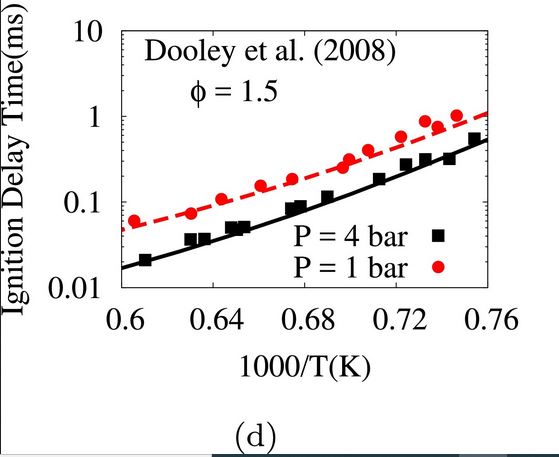 Ignition Delay Time(ms)
10
1
0.1
0.01
Dooley et al. (2008)
ϕ = 1.5
P = 4 bar
P = 1 bar
0.6 0.64 0.68 0.72 0.76
1000/T(K)
(d)